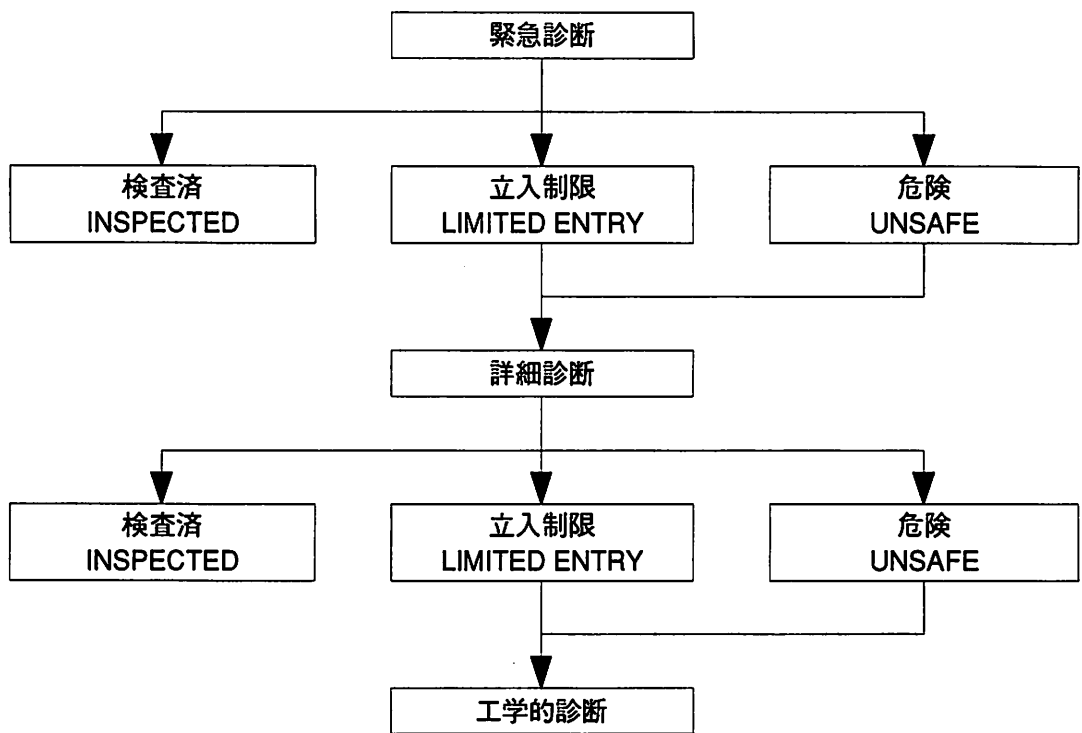 緊急診断
検査済
INSPECTED
立入制限
LIMITED ENTRY
危険
UNSAFE
詳細診断
検査済
INSPECTED
立入制限
LIMITED ENTRY
危険
UNSAFE
工学的診断